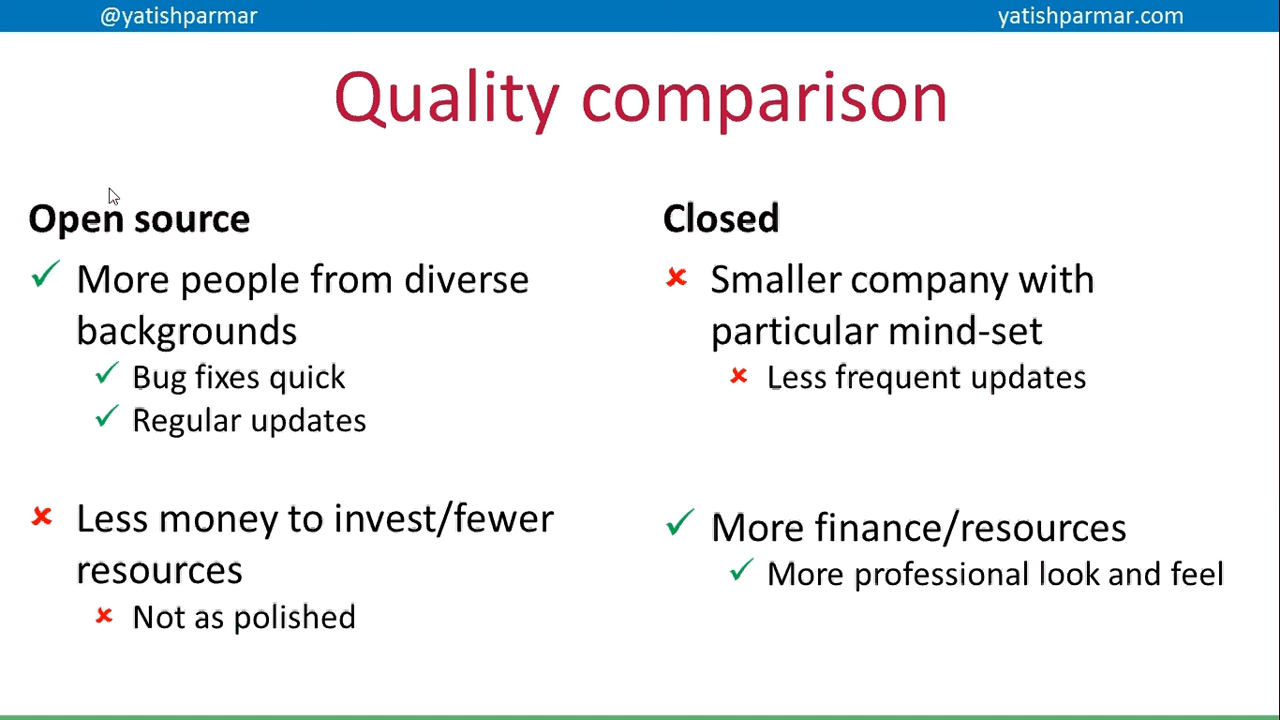 @yatishparmar
yatishparmar.com
Quality comparison
Open source
More people from diverse
backgrounds
Bug fixes quick
Regular updates
Less money to invest/fewer
resources
Not as polished
Closed
Smaller company with
particular mind-set
Less frequent updates
More finance/resources
More professional look and feel